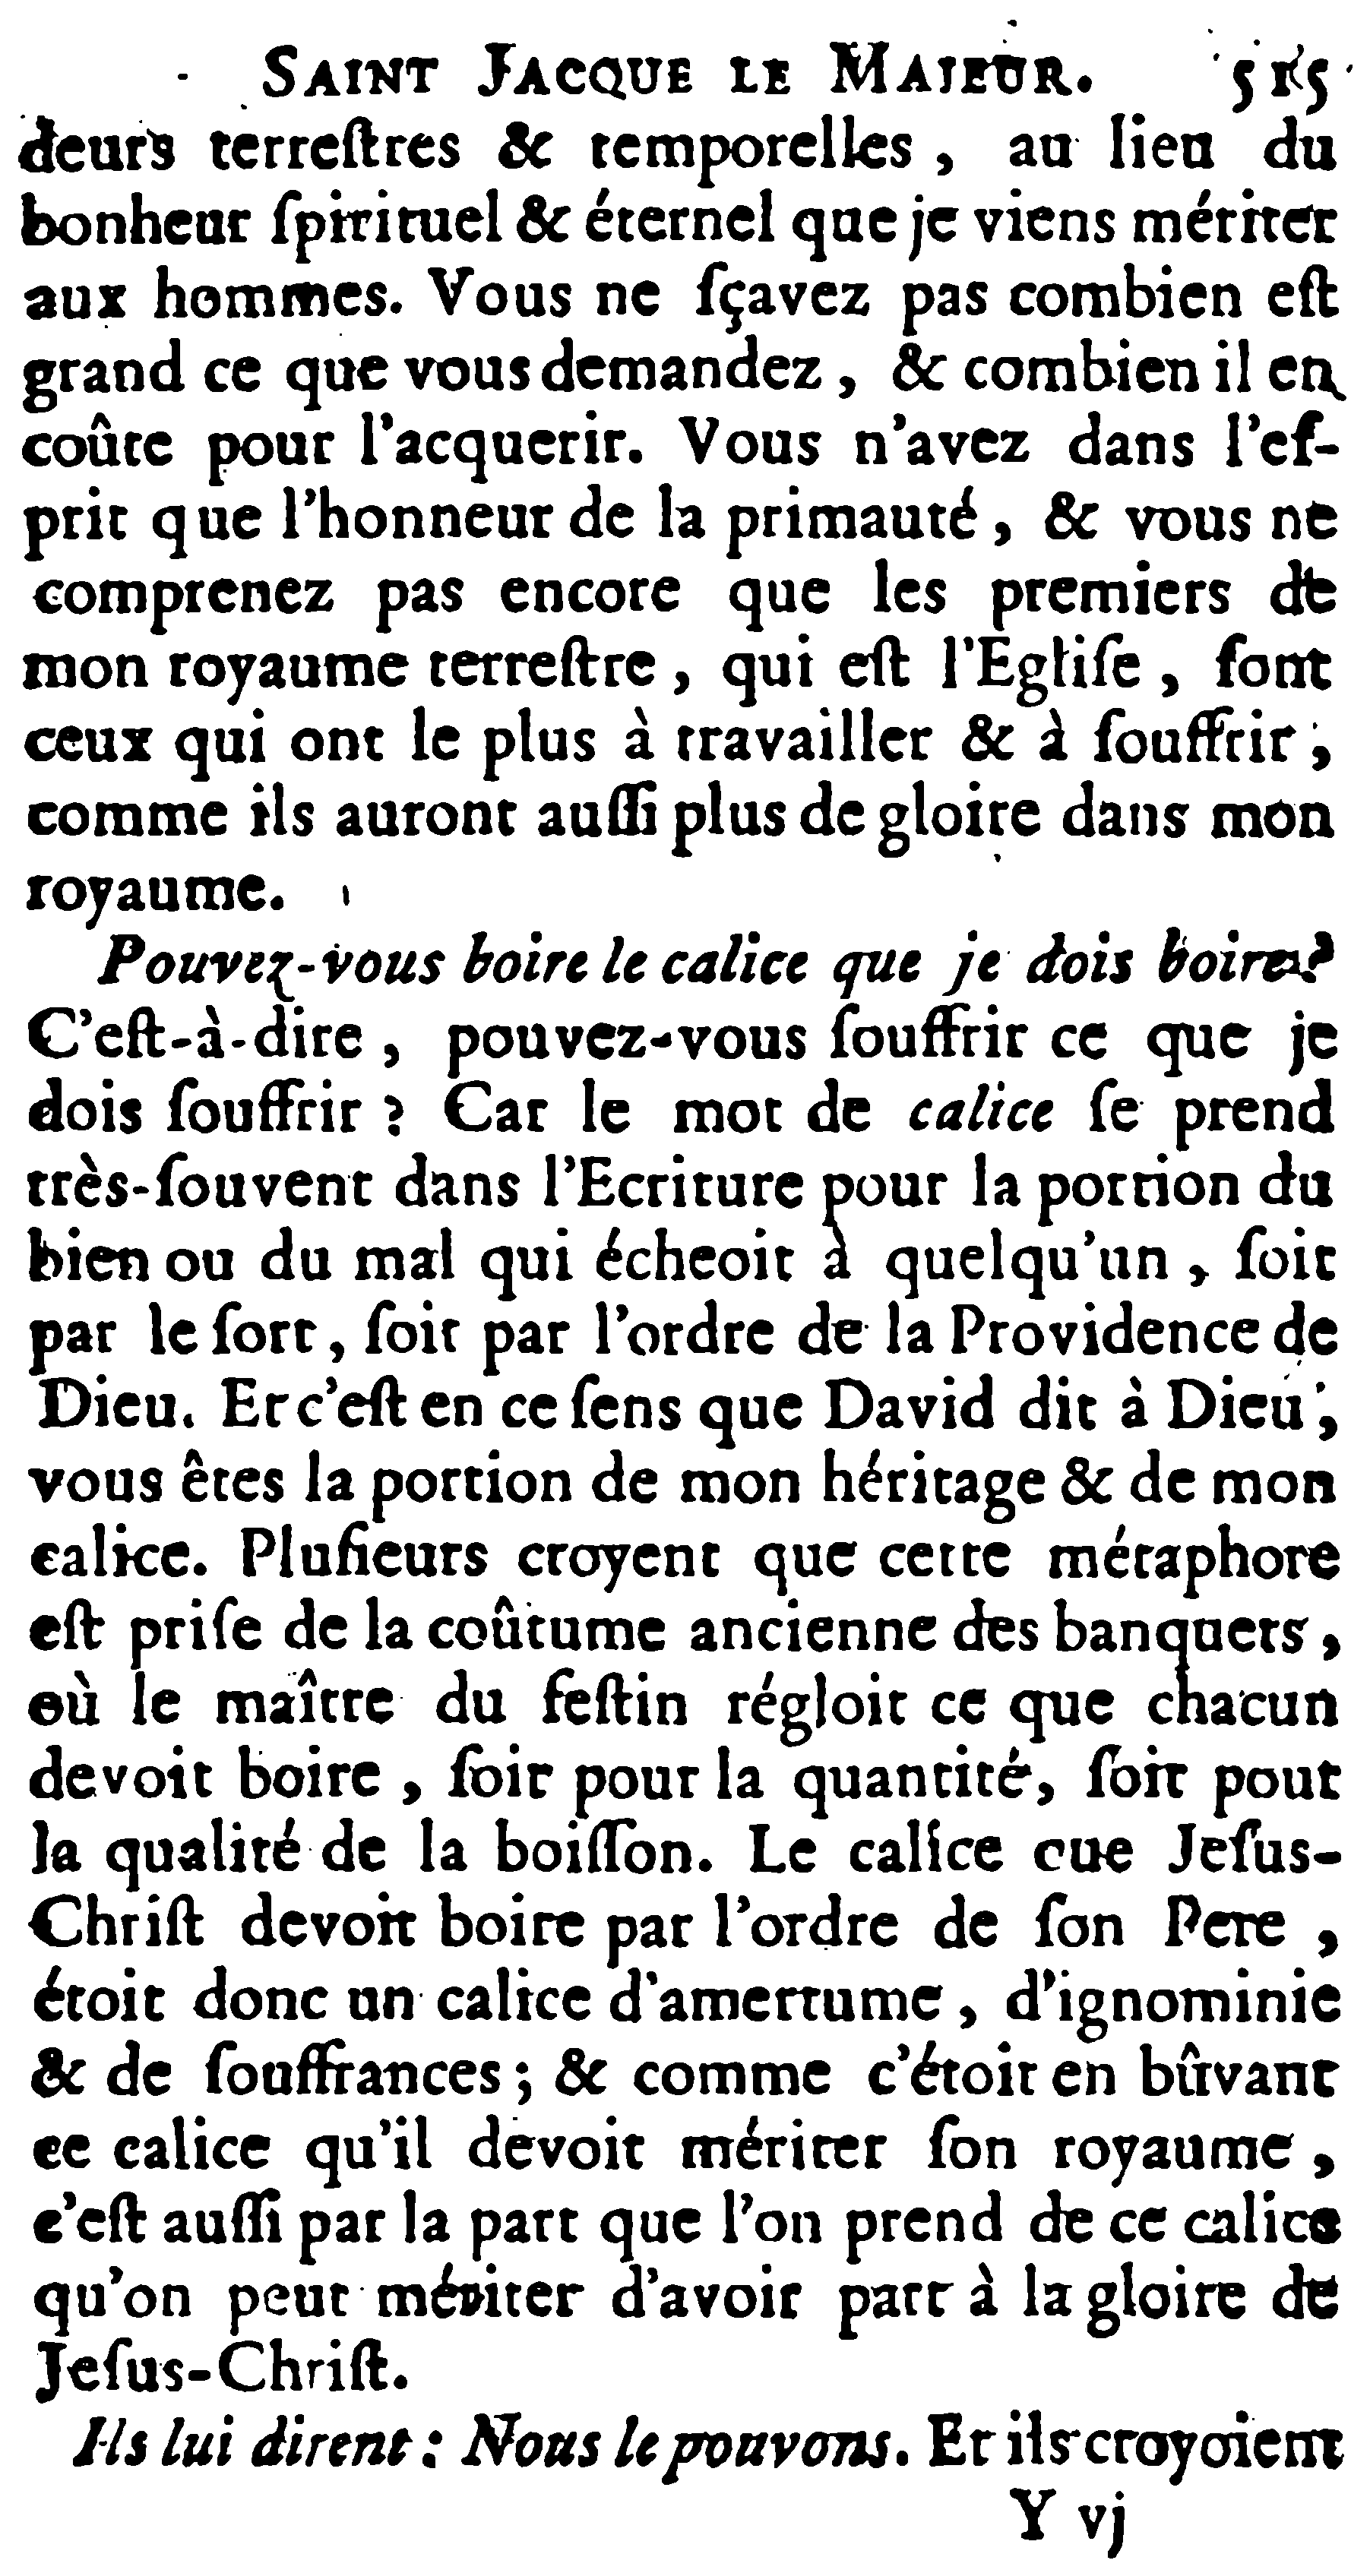 SAINT JACQUE LE MAJEUR. 515
deurs terreſtres & temporelles, au lieu du
bonheur ſpirituel & éternel que je viens mériter
aux hommes. Vous ne ſçavez pas combien eſt
grand ce que vous demandez, & combien il en
coûte pour l'acquerir. Vous n'avez dans l'eſ-
prit que l'honneur de la primauté, & vous ne
comprenez pas encore que les premiers de
mon royaume terreſtre, qui eſt l'Egliſe, ſont
ceux qui ont le plus à travailler & à ſouffrir,
comme ils auront auſſi plus de gloire dans mon
royaume.
Pouvez-vous boire le calice que je dois boire?
C'eſt-à-dire, pouvez-vous ſouffrir ce que je
dois ſouffrir? Car le mot de calice ſe prend
très-ſouvent dans l'Ecriture pour la portion du
bien ou du mal qui écheoit à quelqu'un, ſoit
par le ſort, ſoit par l'ordre de la Providence de
Dieu. Et c'eſt en ce ſens que David dit à Dieu,
vous êtes la portion de mon héritage & de mon
calice. Pluſieurs croyent que cette métaphore
eſt priſe de la coûtume ancienne des banquets,
où le maître du feſtin régloit ce que chacun
devoit boire, ſoit pour la quantité, ſoit pour
la qualité de la boiſſon. Le calice que Jeſus-
Chriſt devoit boire par l'ordre de ſon Pere,
étoit donc un calice d'amertume, d'ignominie
& de ſouffrances; & comme c'étoit en bûvant
ce calice qu'il devoit mériter ſon royaume,
c'eſt auſſi par la part que l'on prend de ce calice
qu'on peut mériter d'avoir part à la gloire de
Jeſus-Chriſt.
Ils lui dirent: Nous le pouvons. Et ils croyoient
Y vj